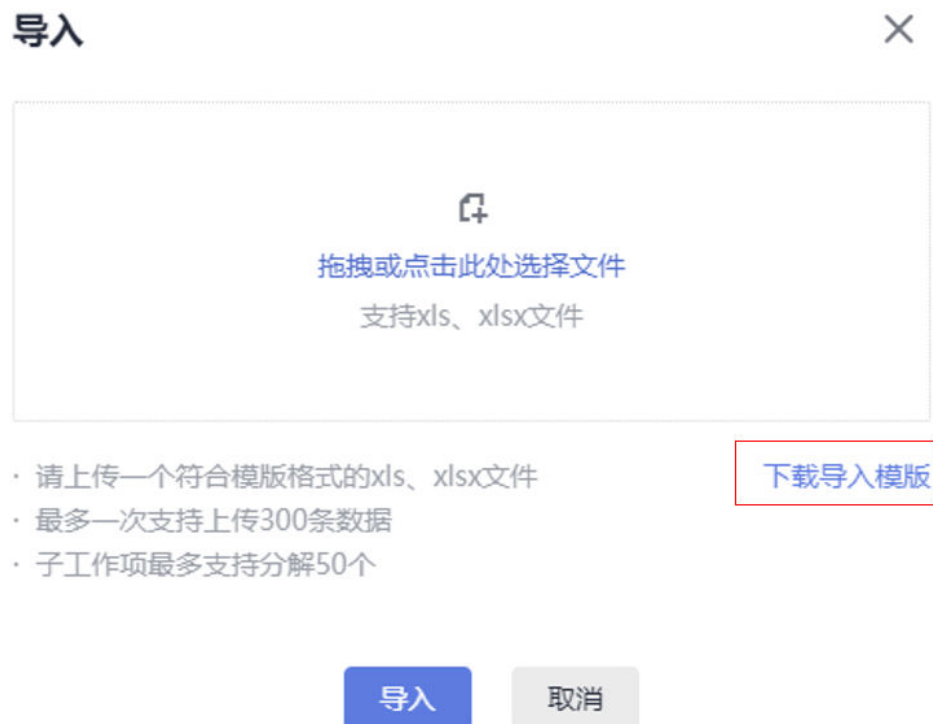 导入
拖拽或点击此处选择文件
支持xls、xlsx文件
· 请上传一个符合模版格式的xls、xlsx文件
下载导入模版
· 最多一次支持上传300条数据
· 子工作项最多支持分解50个
导入
取消